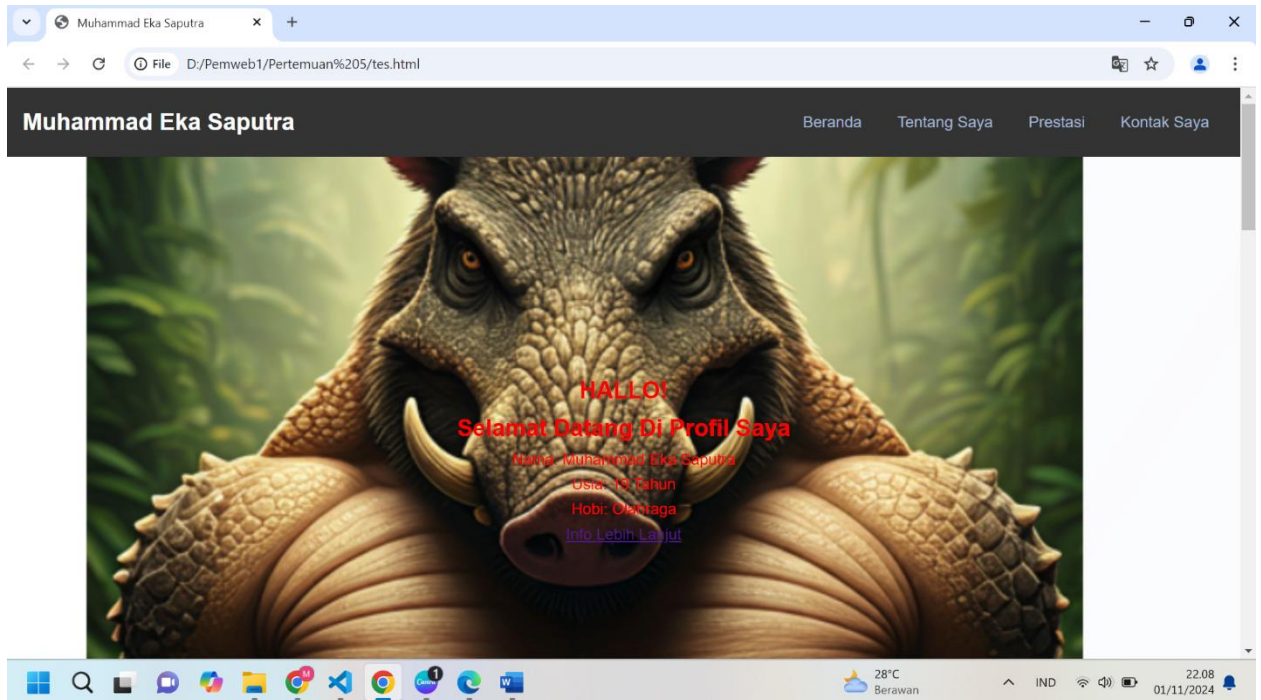 Muhammad Eka Saputra
File D:/Pemweb1/Pertemuan%205/tes.html
Muhammad Eka Saputra
Beranda Tentang Saya Prestasi Kontak Saya
HALLO!
Selamat Datang Di Profil Saya
Nama: Muhammad Eka Saputra
Usia: 19 Tahun
Hobi: Olahraga
Info Lebih Lanjut
28°C
Berawan
IND
22.08
01/11/2024